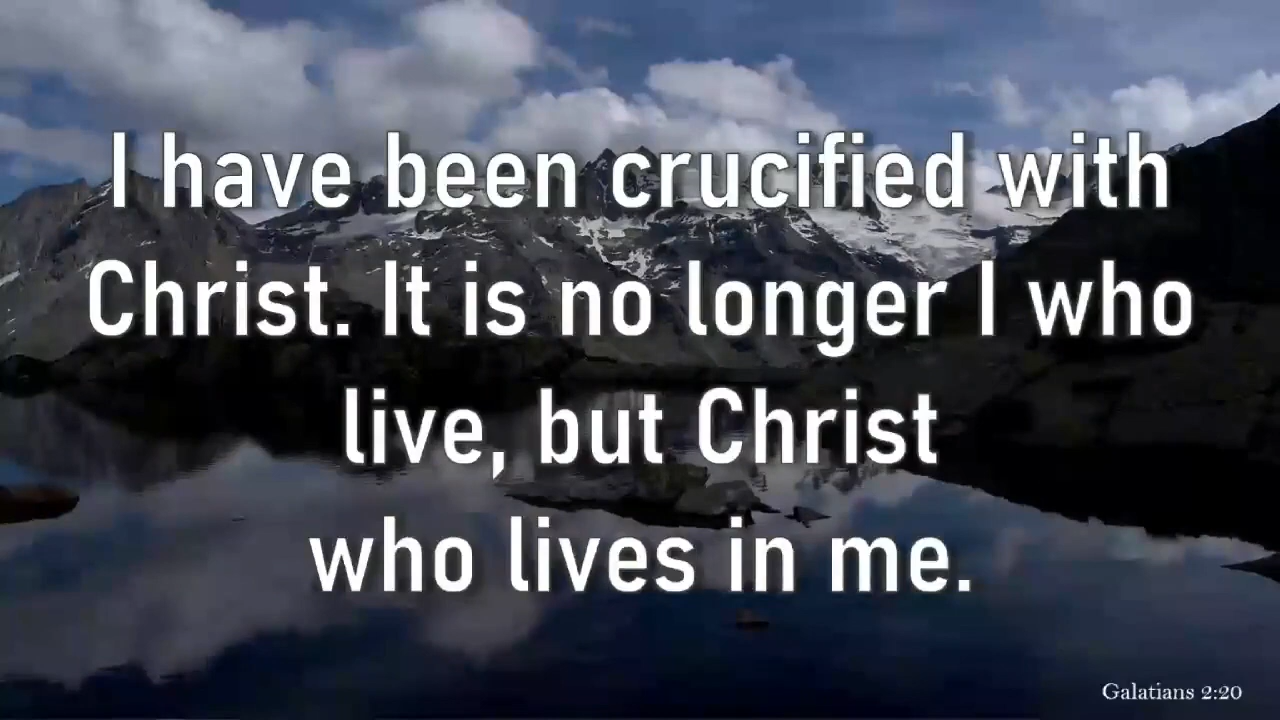 I have been crucified with
Christ. It is no longer I who
live, but Christ
who lives in me.
Galatians 2:20